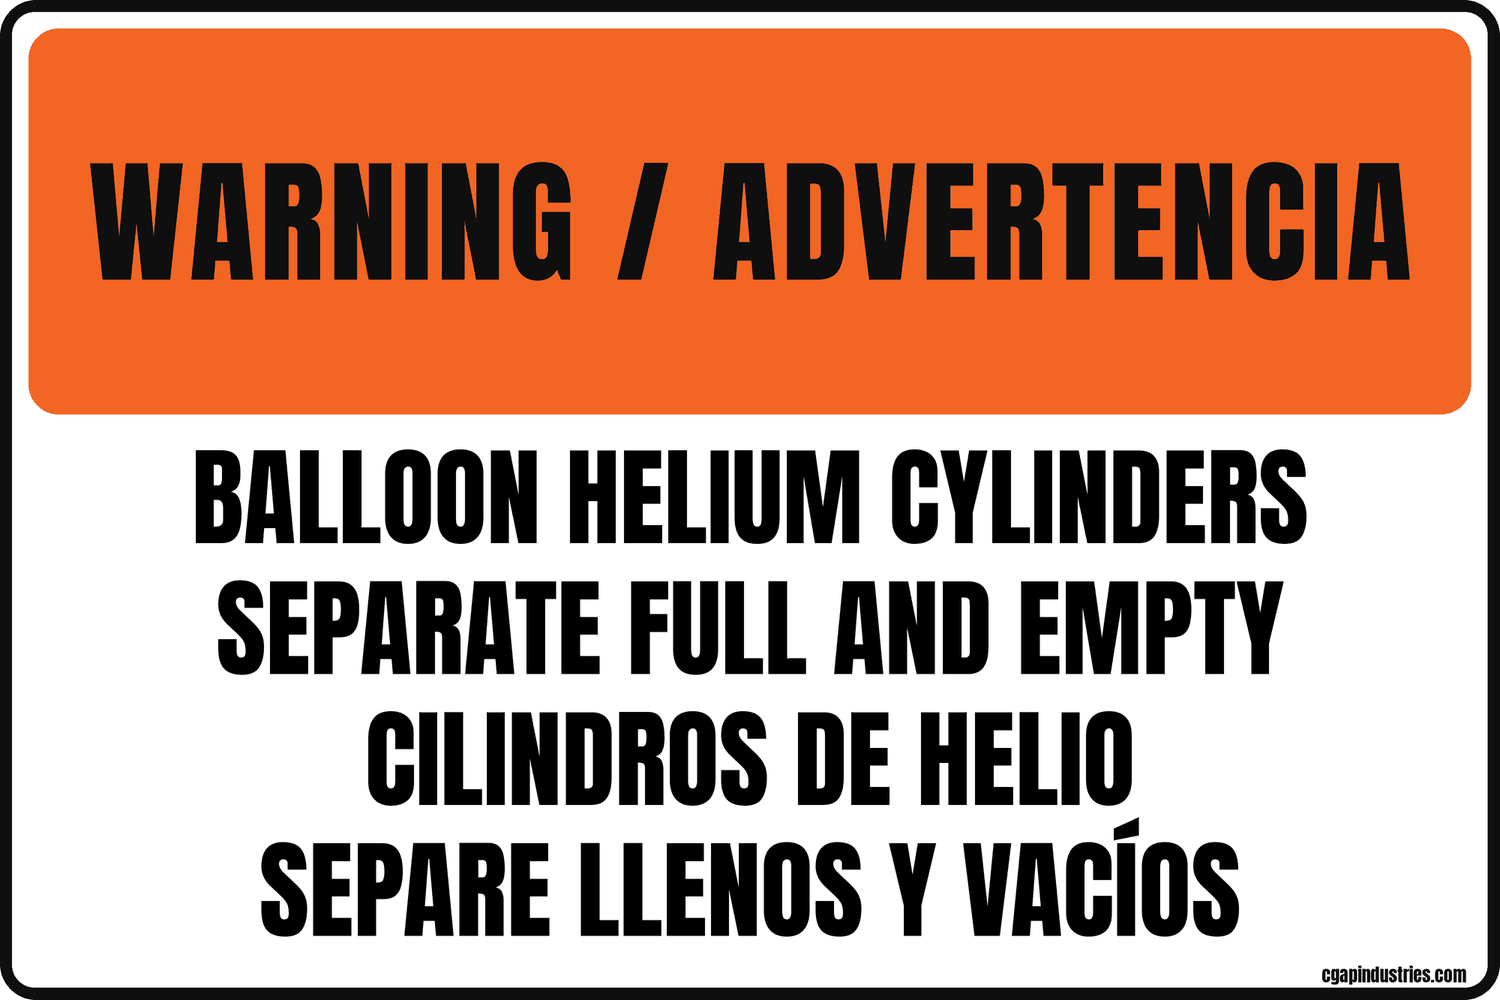 WARNING / ADVERTENCIA
BALLOON HELIUM CYLINDERS
SEPARATE FULL AND EMPTY
CILINDROS DE HELIO
SEPARE LLENOS Y VACÍOS
cgapindustries.com